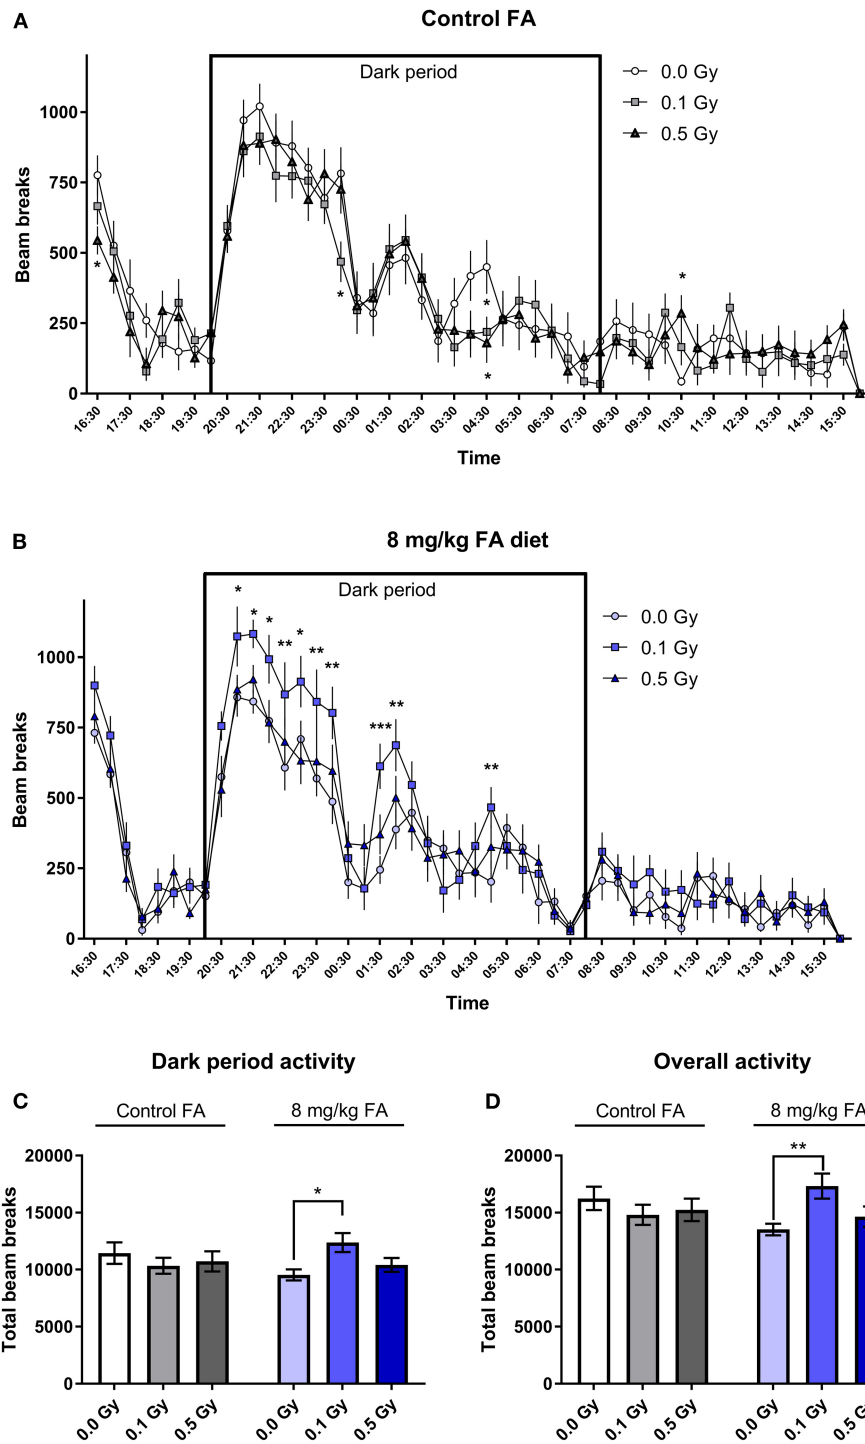 A
Control FA
Dark period
0.0 Gy
0.1 Gy
0.5 Gy
Beam breaks
1000
750
500
250
0
*
*
*
*
*
16:30 17:30 18:30 19:30 20:30 21:30 22:30 23:30 00:30 01:30 02:30 03:30 04:30 05:30 06:30 07:30 08:30 09:30 10:30 11:30 12:30 13:30 14:30 15:30
Time
B
8 mg/kg FA diet
Dark period
0.0 Gy
0.1 Gy
0.5 Gy
Beam breaks
1000
750
500
250
0
* * * ** * ** ** *** ** **
16:30 17:30 18:30 19:30 20:30 21:30 22:30 23:30 00:30 01:30 02:30 03:30 04:30 05:30 06:30 07:30 08:30 09:30 10:30 11:30 12:30 13:30 14:30 15:30
Time
Dark period activity
C
Control FA
8 mg/kg FA
Total beam breaks
20000
15000
10000
5000
0
*
0.0 Gy 0.1 Gy 0.5 Gy 0.0 Gy 0.1 Gy 0.5 Gy
Overall activity
D
Control FA
8 mg/kg FA
Total beam breaks
20000
15000
10000
5000
0
**
0.0 Gy 0.1 Gy 0.5 Gy 0.0 Gy 0.1 Gy 0.5 G